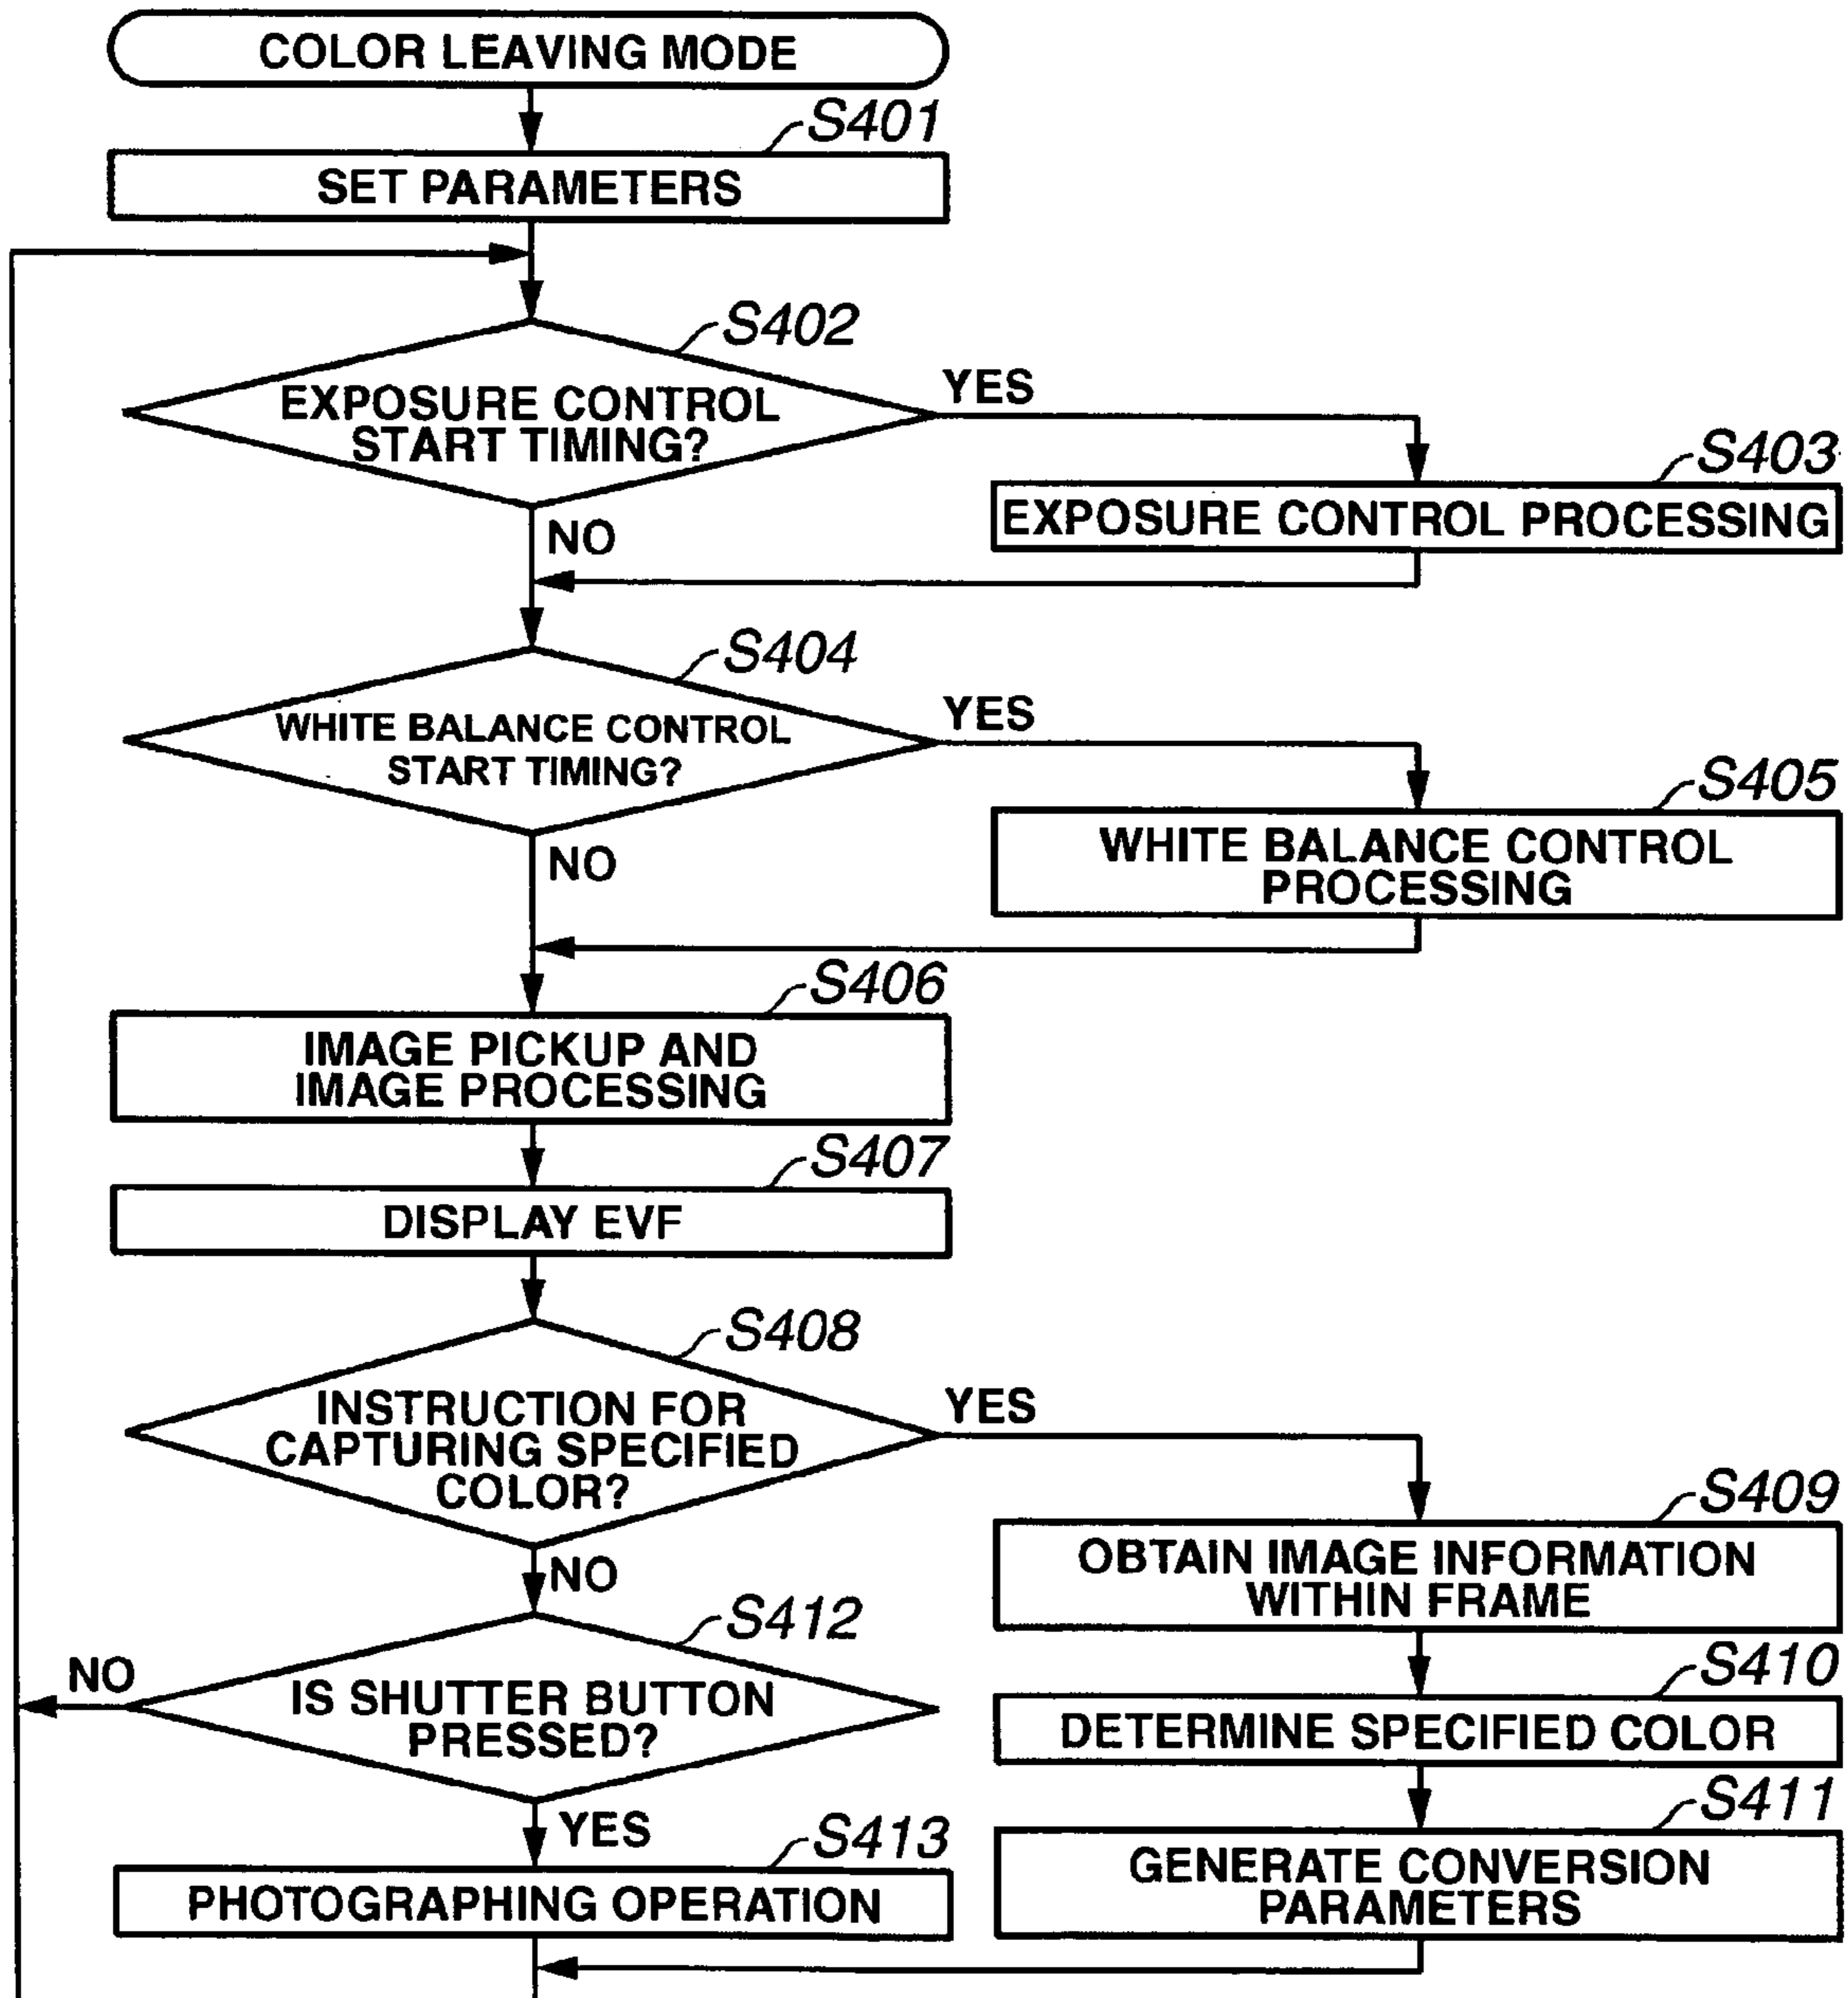 COLOR LEAVING MODE
S401
SET PARAMETERS
S402
EXPOSURE CONTROL
START TIMING?
YES
S403
EXPOSURE CONTROL PROCESSING
NO
S404
WHITE BALANCE CONTROL
START TIMING?
YES
S405
WHITE BALANCE CONTROL
PROCESSING
NO
S406
IMAGE PICKUP AND
IMAGE PROCESSING
S407
DISPLAY EVF
S408
INSTRUCTION FOR
CAPTURING SPECIFIED
COLOR?
YES
S409
OBTAIN IMAGE INFORMATION
WITHIN FRAME
NO
S412
IS SHUTTER BUTTON
PRESSED?
NO
S410
DETERMINE SPECIFIED COLOR
YES
S413
PHOTOGRAPHING OPERATION
S411
GENERATE CONVERSION
PARAMETERS